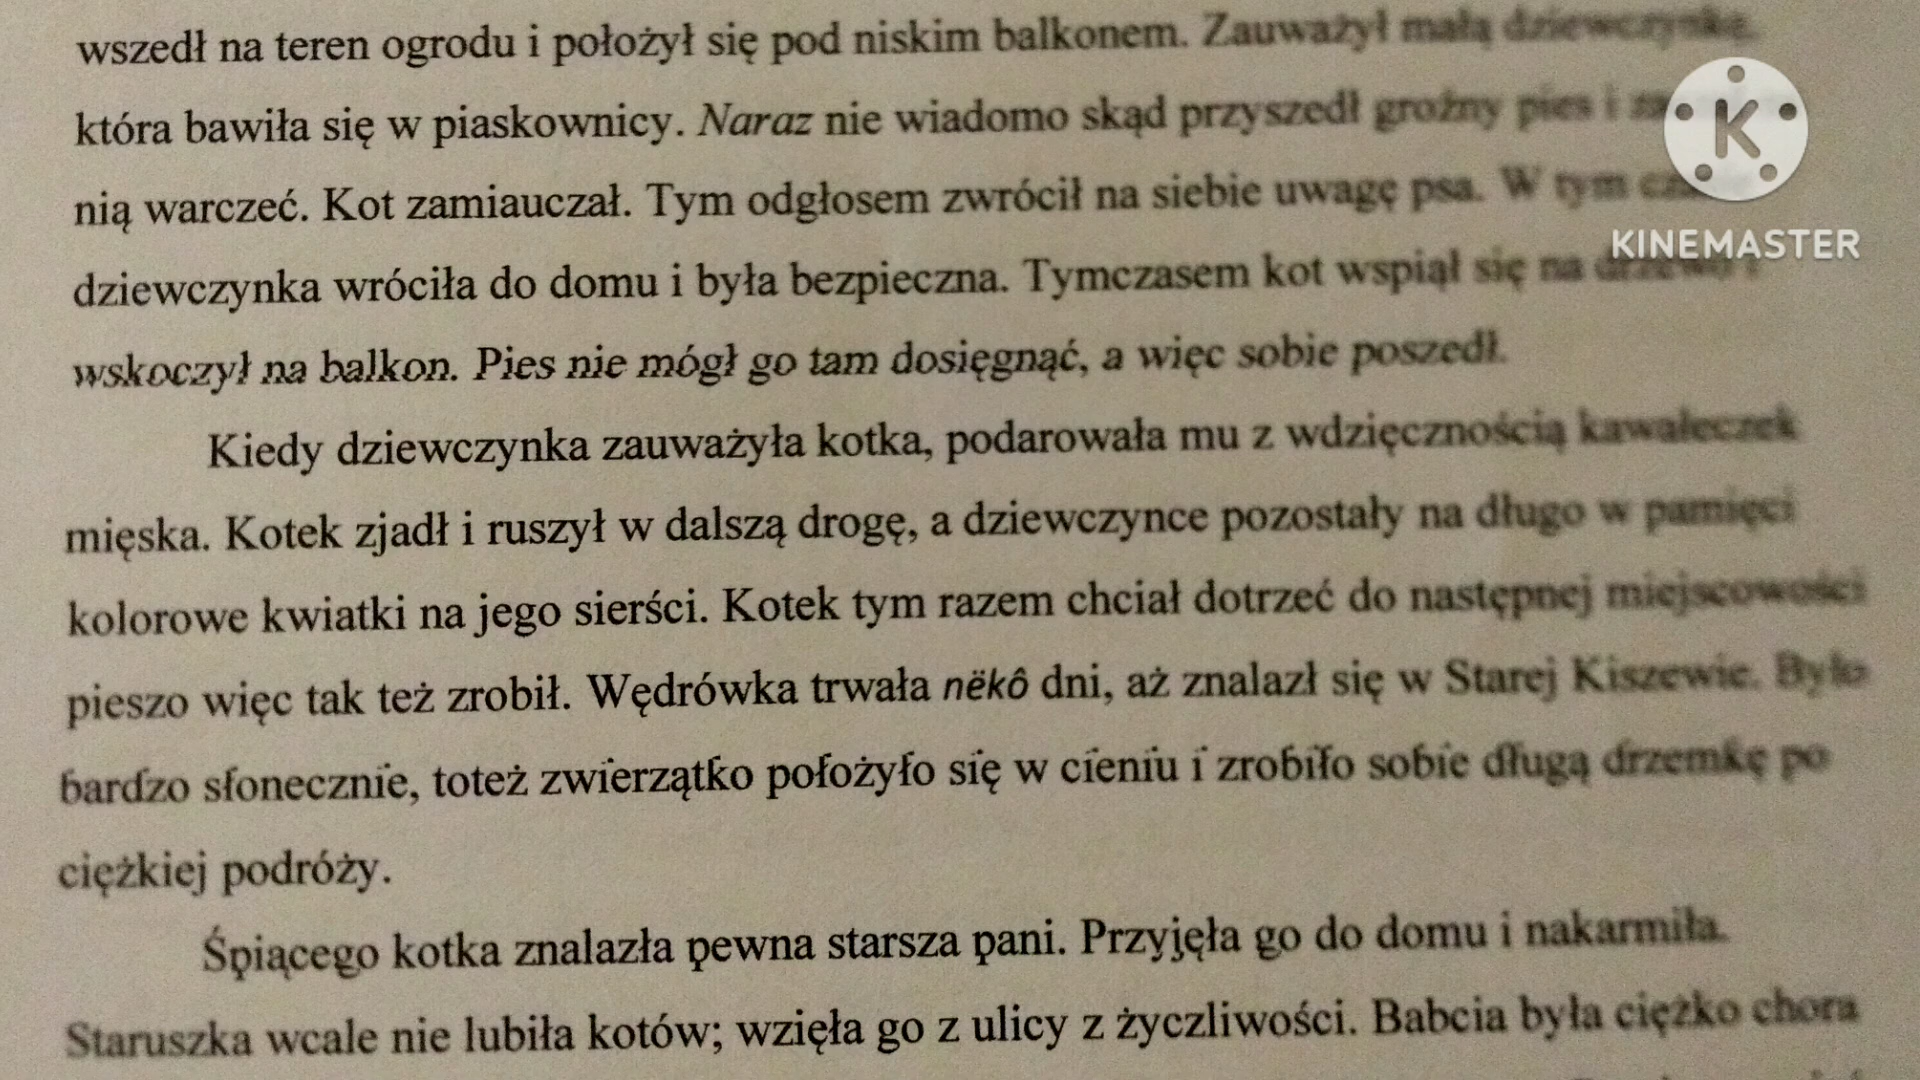 wszedł na teren ogrodu i położył się pod niskim balkonem. Zauważył małą dziewczynkę,
która bawiła się w piaskownicy. Naraz nie wiadomo skąd przyszedł groźny pies i
nią warczeć. Kot zamiauczał. Tym odgłosem zwrócił na siebie uwagę psa. W tym
dziewczynka wróciła do domu i była bezpieczna. Tymczasem kot wspiął się na drzewo i
wskoczył na balkon. Pies nie mógł go tam dosięgnąć, a więc sobie poszedł.
Kiedy dziewczynka zauważyła kotka, podarowała mu z wdzięcznością kawałeczek
mięska. Kotek zjadł i ruszył w dalszą drogę, a dziewczynce pozostały na długo w pamięci
kolorowe kwiatki na jego sierści. Kotek tym razem chciał dotrzeć do następnej miejscowości
pieszo więc tak też zrobił. Wędrówka trwała nëkô dni, aż znalazł się w Starej Kiszewie. Było
bardzo słonecznie, toteż zwierzątko położyło się w cieniu i zrobiło sobie długą drzemkę po
ciężkiej podróży.
Śpiącego kotka znalazła pewna starsza pani. Przyjęła go do domu i nakarmiła.
Staruszka wcale nie lubiła kotów; wzięła go z ulicy z życzliwości. Babcia była ciężko chora
K
KINEMASTER